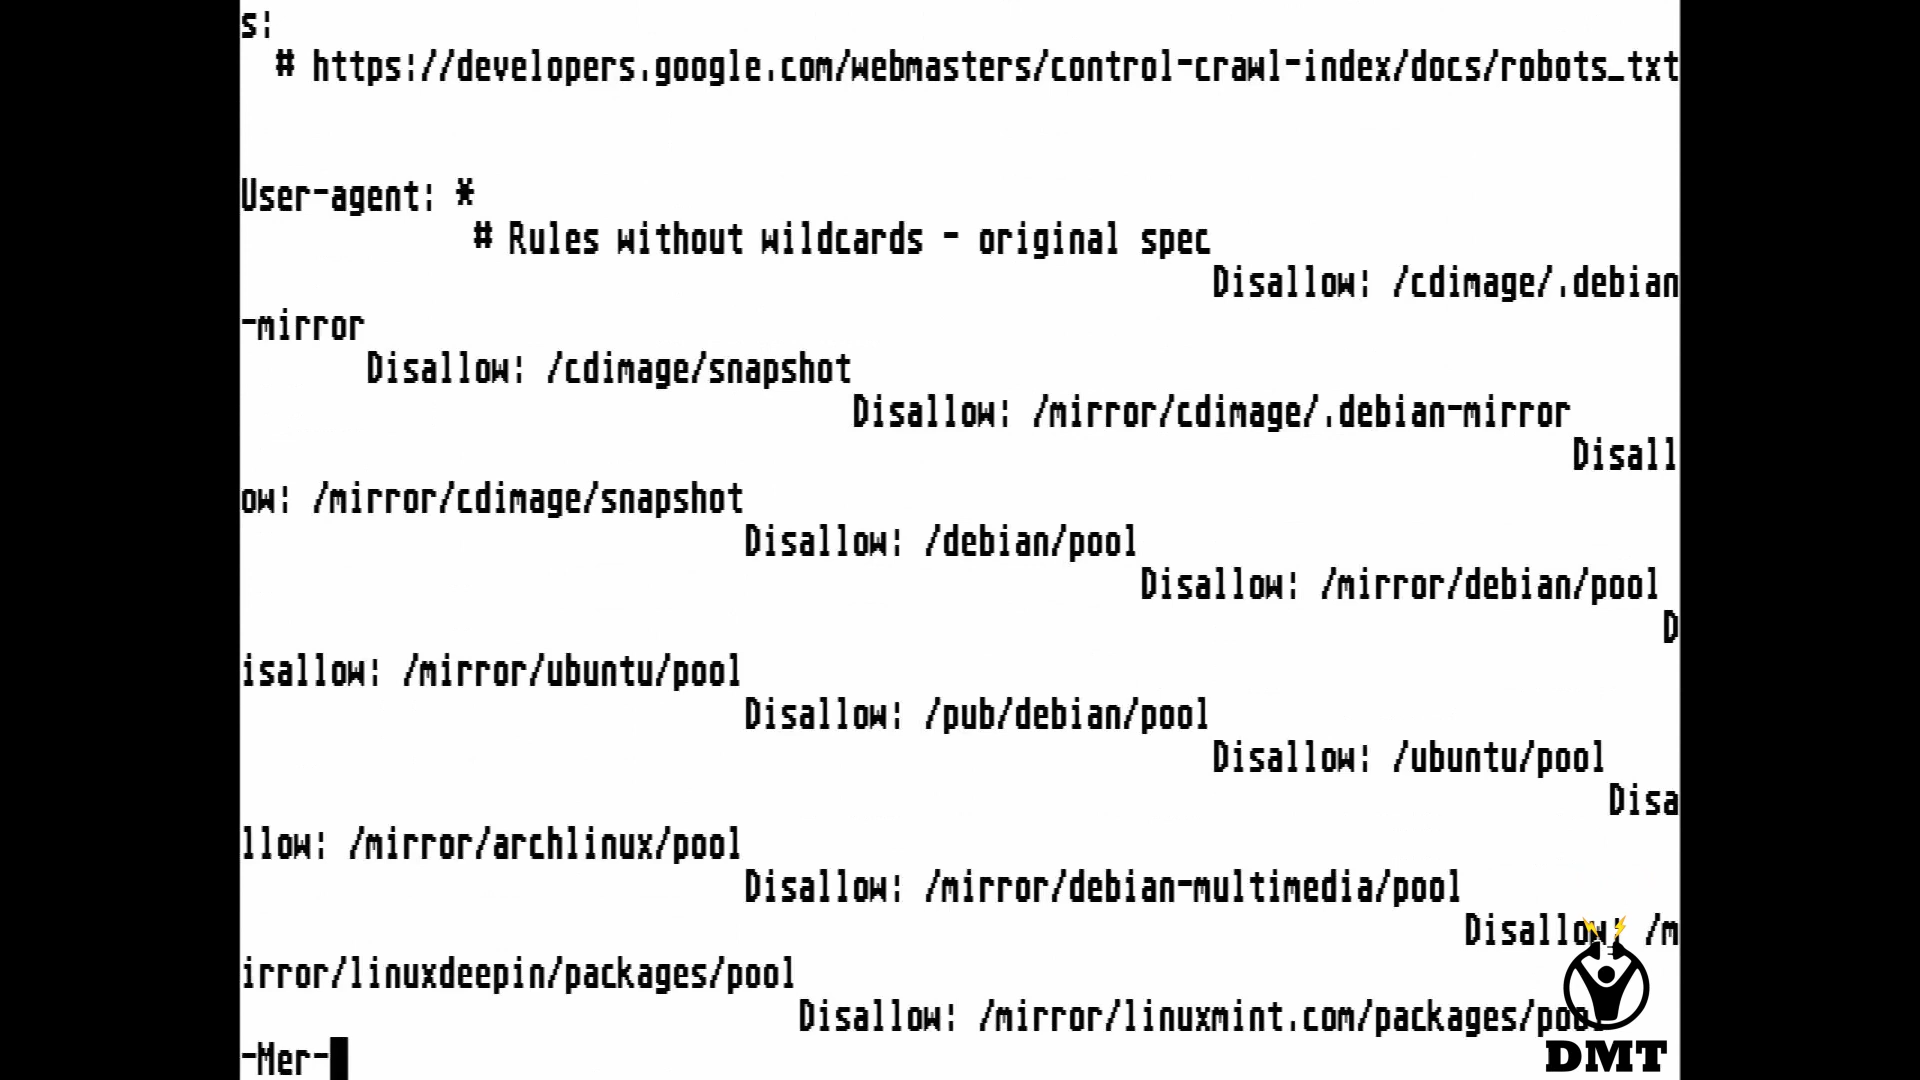 s:
# https://developers.google.com/webmasters/control-crawl-index/docs/robots_txt
User-agent: *
# Rules without wildcards - original spec
Disallow: /cdimage/.debian
-mirror
Disallow: /cdimage/snapshot
Disallow: /mirror/cdimage/.debian-mirror
Disall
ow: /mirror/cdimage/snapshot
Disallow: /debian/pool
Disallow: /mirror/debian/pool
D
isallow: /mirror/ubuntu/pool
Disallow: /pub/debian/pool
Disallow: /ubuntu/pool
Disa
llow: /mirror/archlinux/pool
Disallow: /mirror/debian-multimedia/pool
Disallow: /m
irror/linuxdeepin/packages/pool
Disallow: /mirror/linuxmint.com/packages/pool
-Mer-
DMT